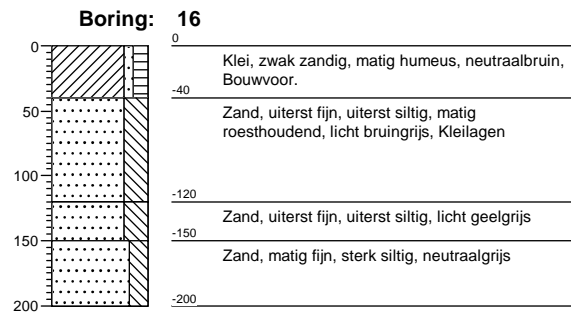 Boring: 16
0
0
Klei, zwak zandig, matig humeus, neutraalbruin,
Bouwvoor.
-40
50
Zand, uiterst fijn, uiterst siltig, matig
roesthoudend, licht bruingrijs, Kleilagen
100
-120
Zand, uiterst fijn, uiterst siltig, licht geelgrijs
150
-150
Zand, matig fijn, sterk siltig, neutraalgrijs
200
-200